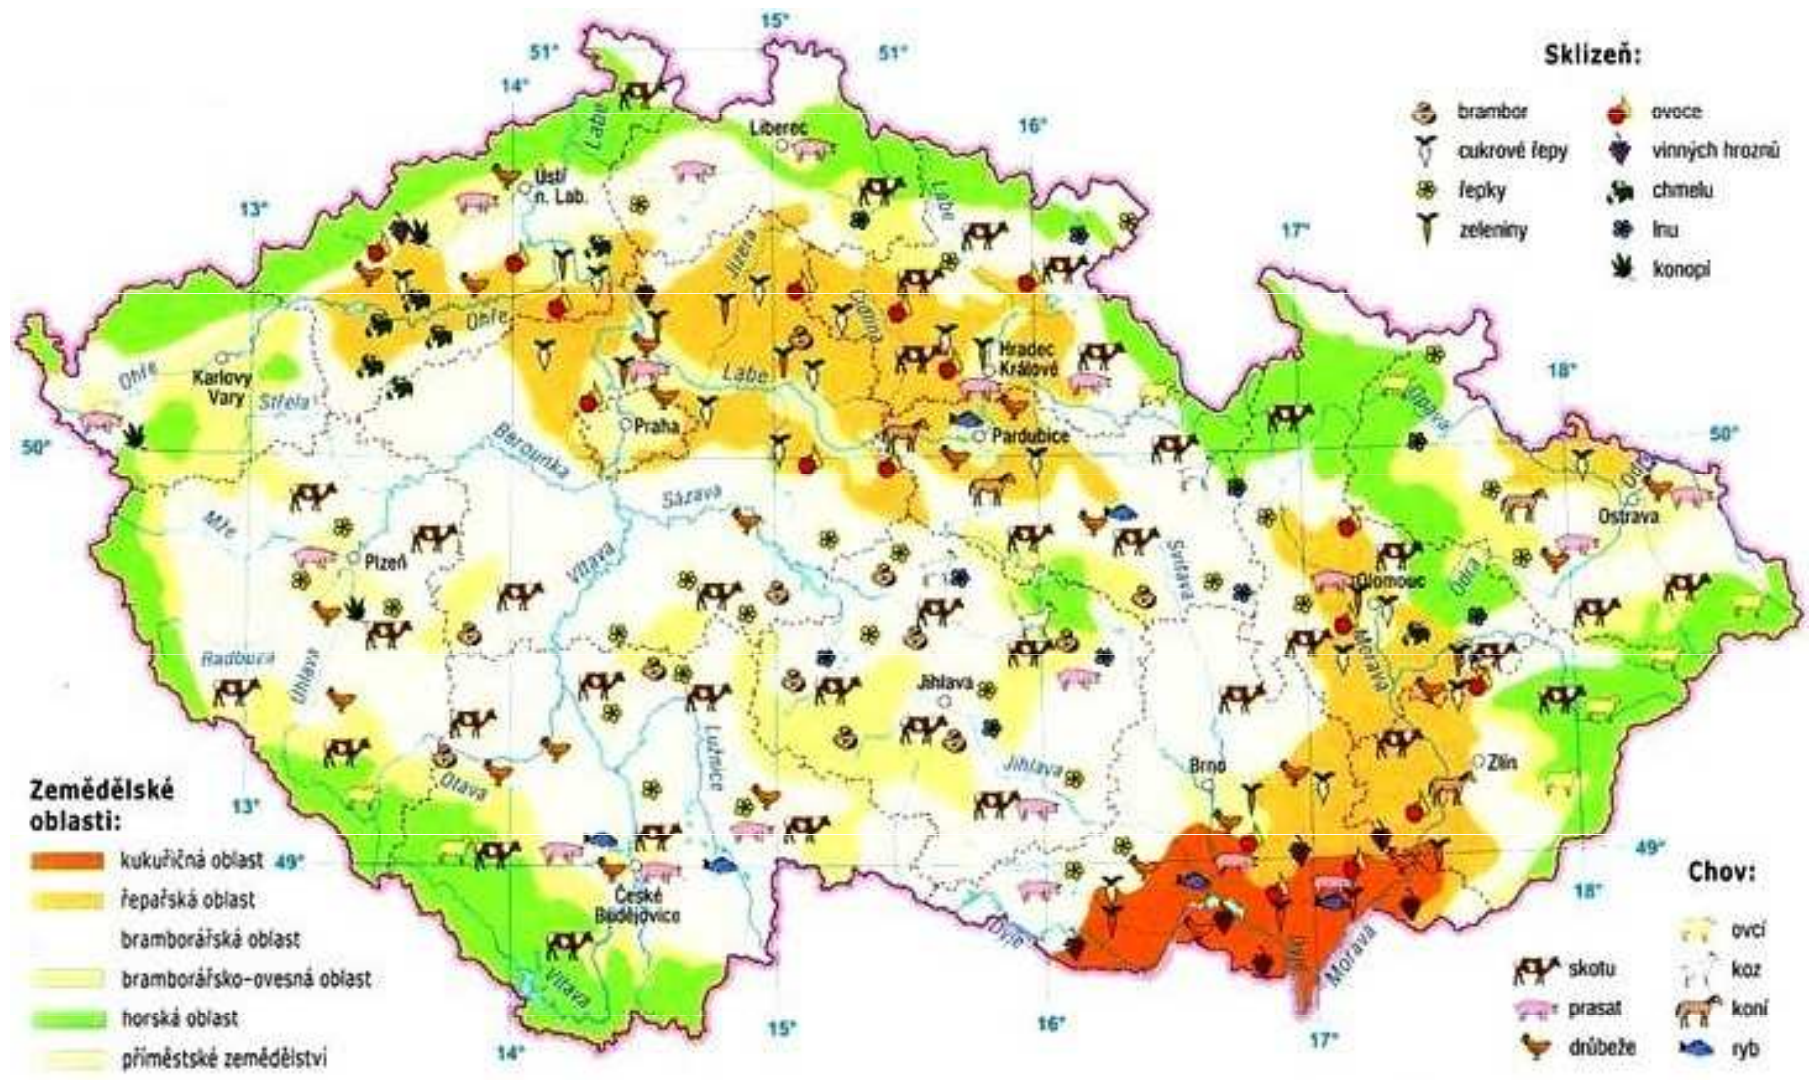 15°
51°
51°
14°
Sklizeň:
brambor
ovoce
cukrové řepy
vinných hroznů
řepky
chmelu
zeleniny
lnu
konopí
16°
Labe
Liberec
Ústí
n. Lab.
Labe
13°
17°
Jizera
Cidlina
Ohře
Hradec
Králové
Ohře
Karlovy
Vary
Střela
Labe
18°
Opava
Praha
Pardubice
50°
50°
Berounka
Sázava
Odra
Ostrava
Mže
Plzeň
Vltava
Svitava
Olomouc
Odra
Radbuza
Úhlava
Morava
Jihlava
Lužnice
Jihlava
Brno
Zlín
Otava
Zemědělské
oblasti:
13°
kukuřičná oblast
49°
49°
řepařská oblast
České
Budějovice
18°
Chov:
bramborářská oblast
Dyje
Morava
ovcí
bramborářsko-ovesná oblast
Vltava
skotu
koz
horská oblast
prasat
koní
příměstské zemědělství
14°
15°
16°
17°
drůbeže
ryb